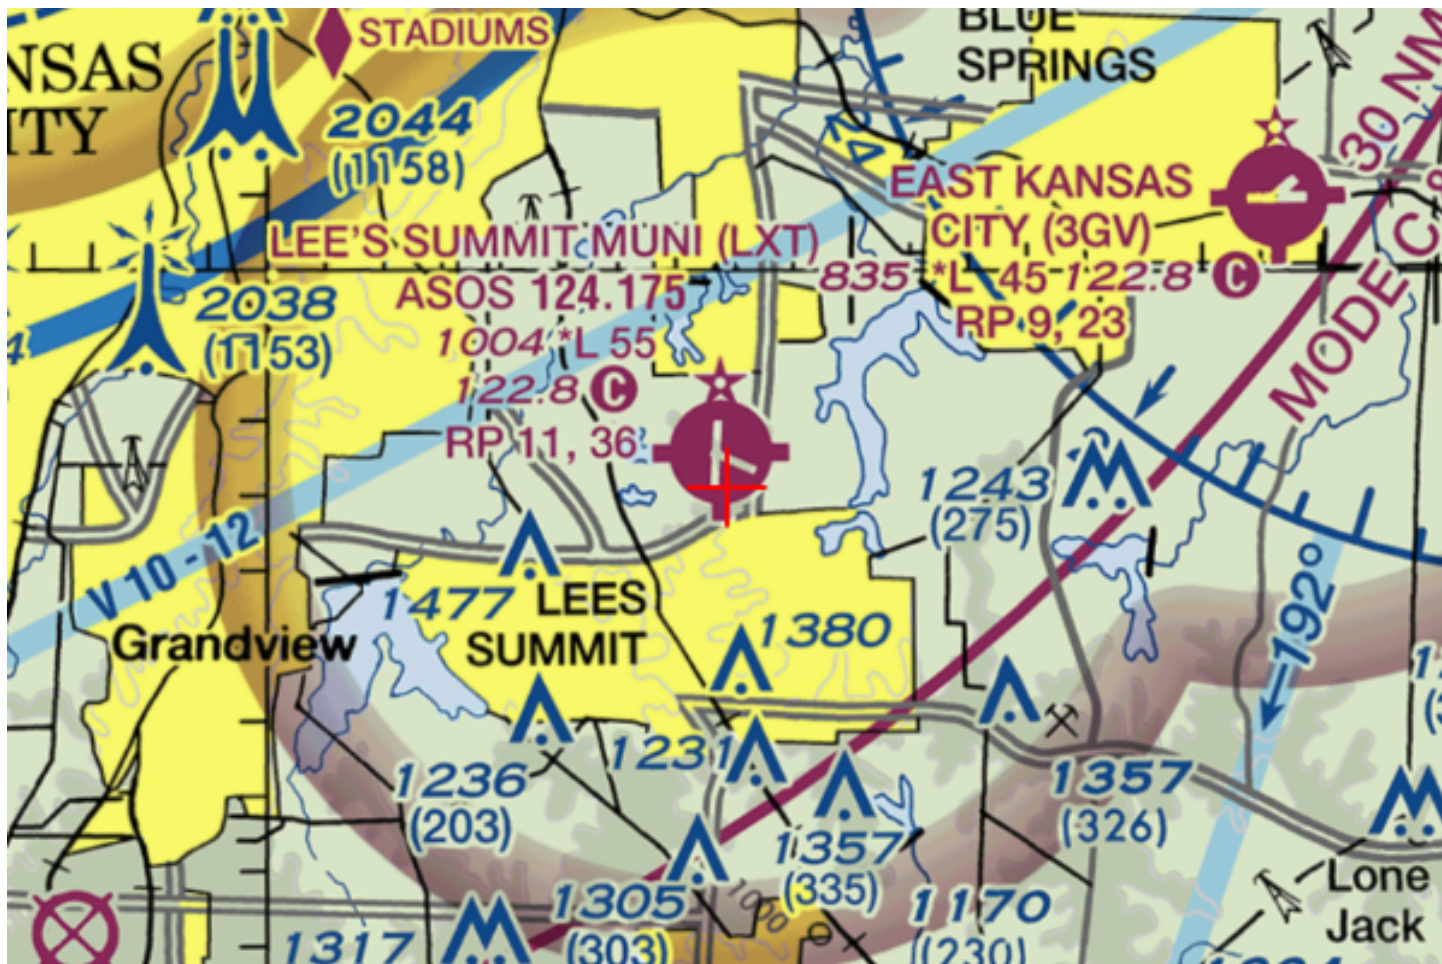 NSAS
ITY
STADIUMS
BLUE
SPRINGS
30 NM
MODE C
2044
(1158)
EAST KANSAS
CITY (3GV)
835 *L 45 122.8 C
RP 9, 23
LEE'S SUMMIT MUNI (LXT)
ASOS 124.175
1004 *L 55
122.8 C
RP 11, 36
2038
(1153)
4
V 10-12
1243
(275)
192°
1477
LEES
SUMMIT
1380
Grandview
1236
(203)
1231
1357
(326)
1357
(335)
1305
(303)
1000
1170
(230)
1317
Lone
Jack